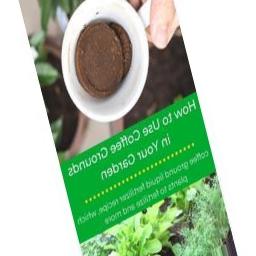 How to Use Coffee Grounds
in Your Garden
coffee ground liquid fertilizer recipe, which
plants to fertilize and more